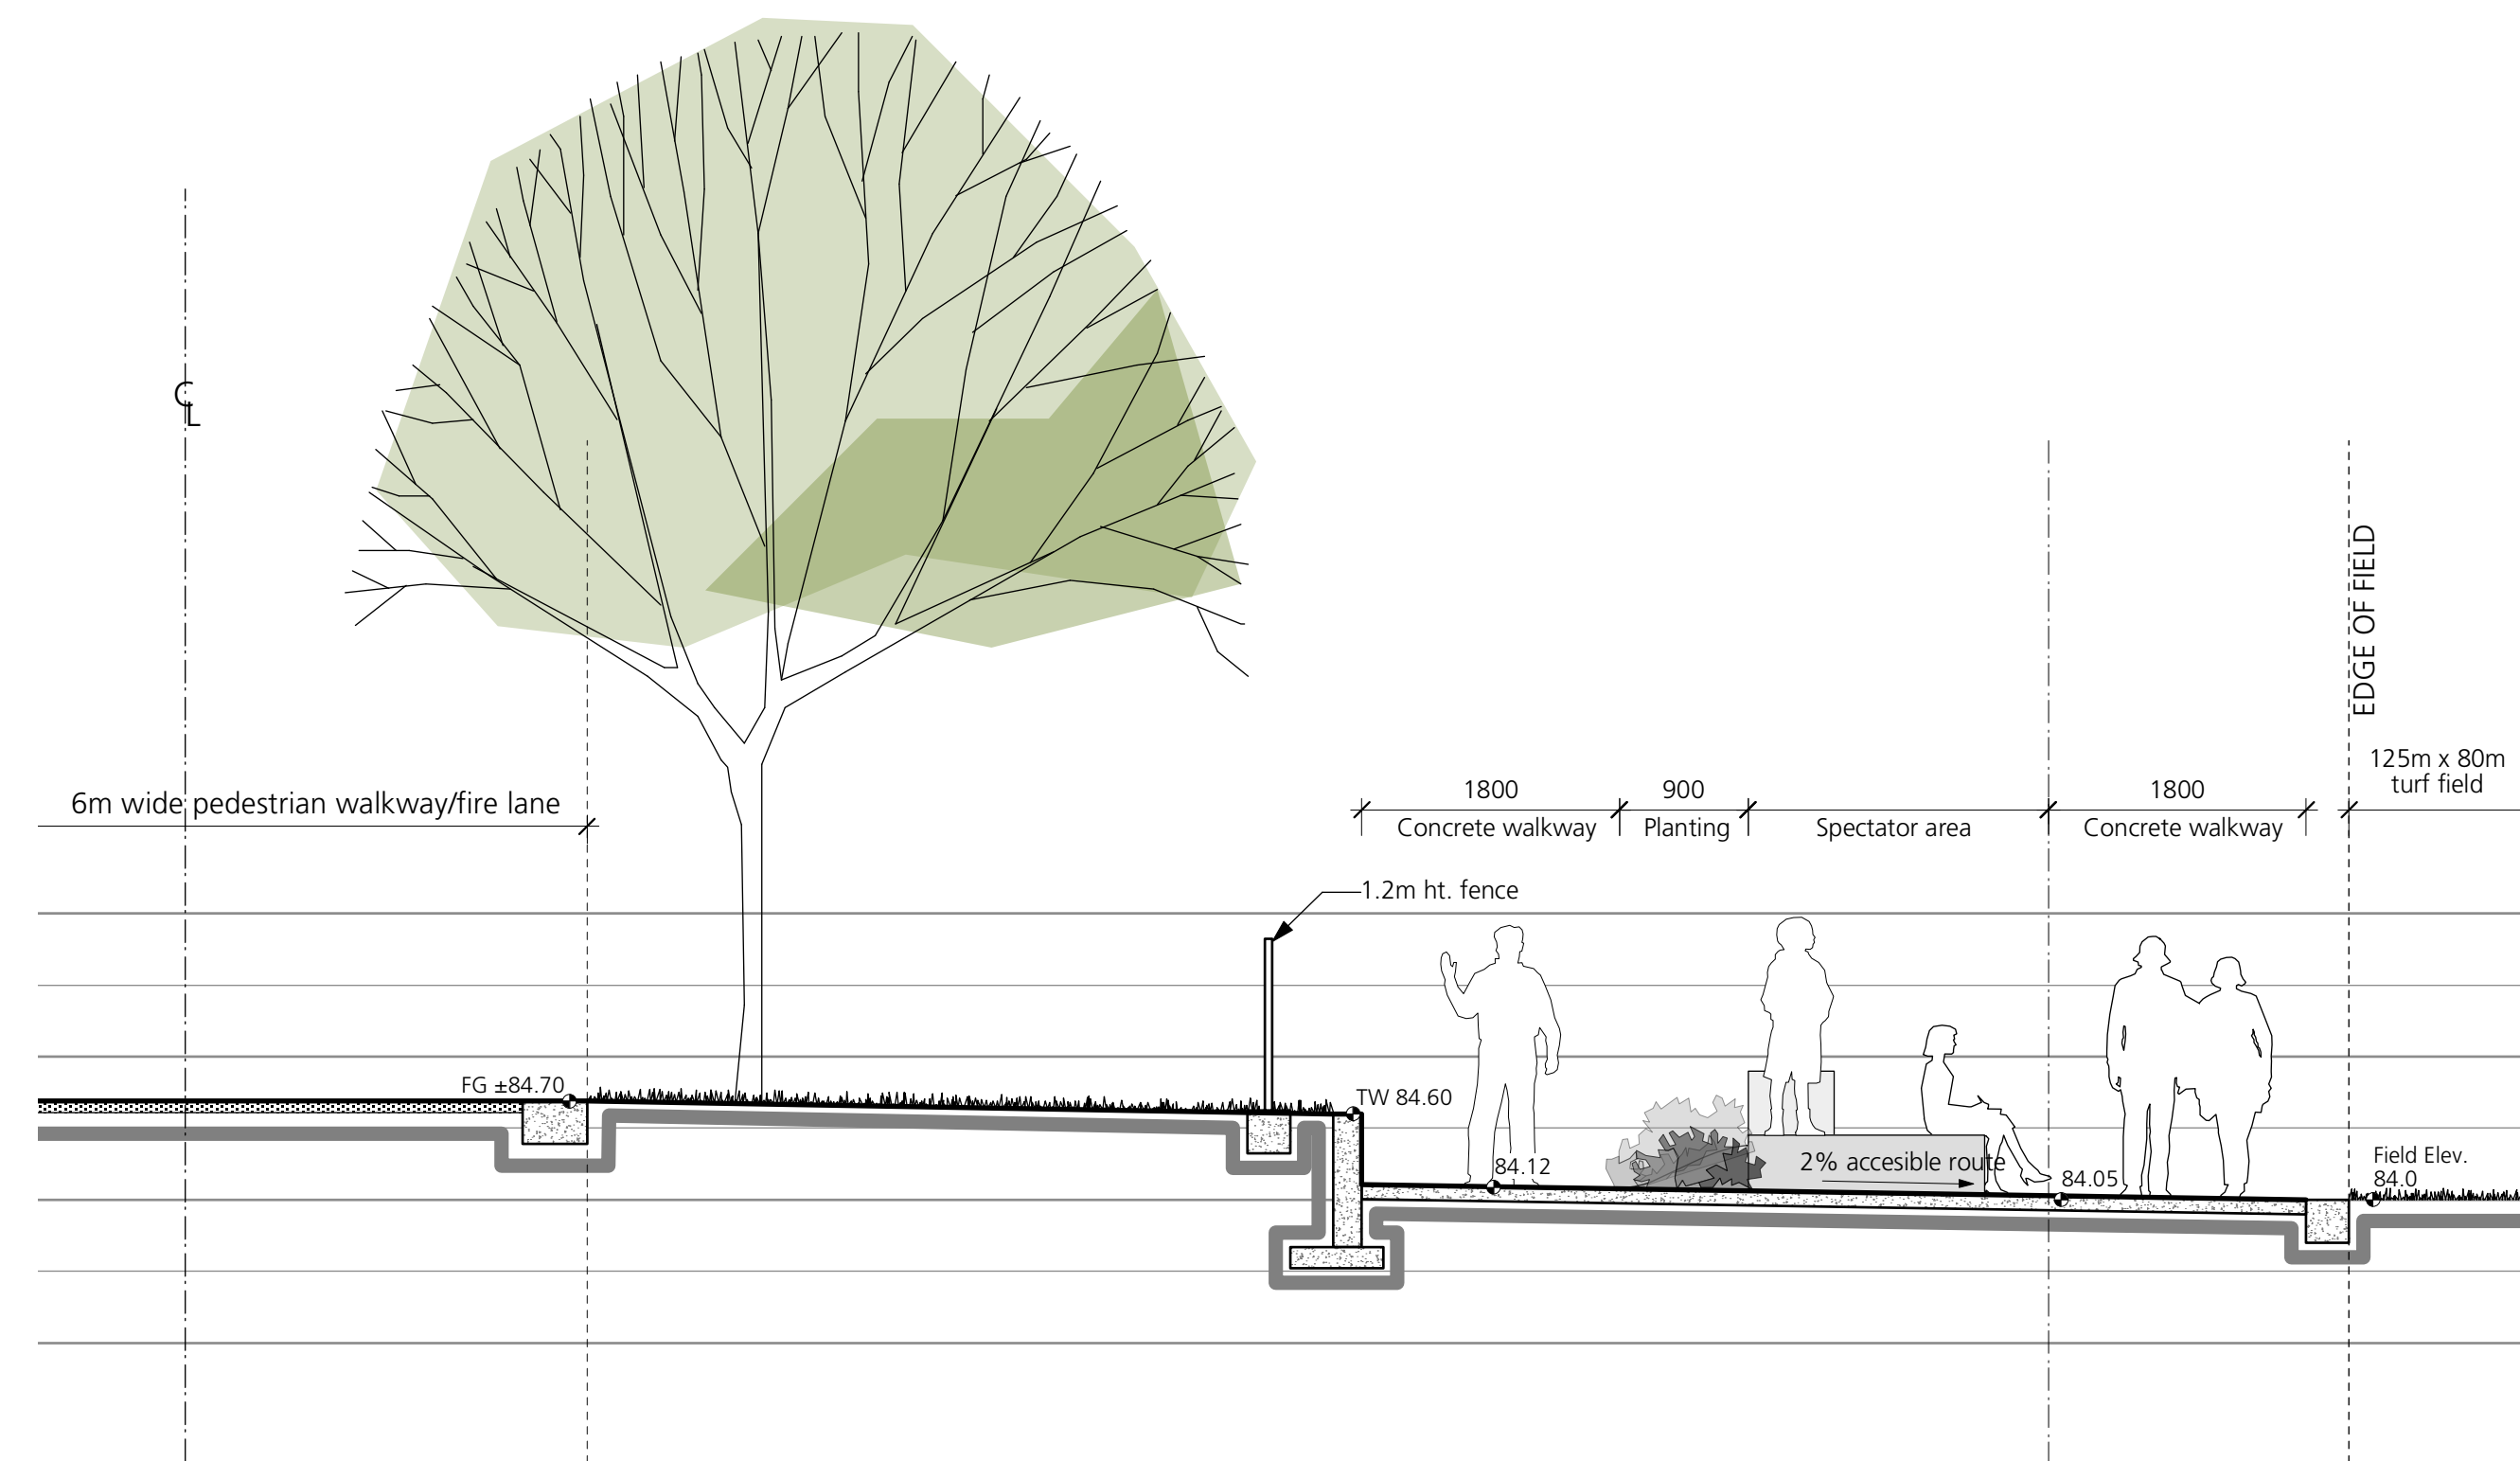 CL
EDGE OF FIELD
125m x 80m
turf field
6m wide pedestrian walkway/fire lane
1800
900
1800
Concrete walkway
Planting
Spectator area
Concrete walkway
1.2m ht. fence
FG ±84.70
TW 84.60
84.12
2% accesible route
84.05
Field Elev.
84.0